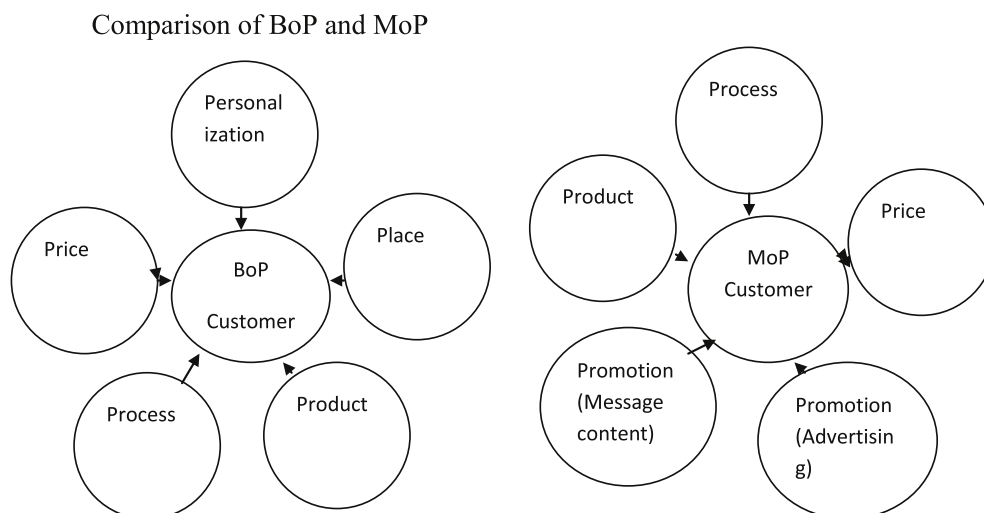 Comparison of BoP and MoP
Personal
ization
Price
Place
BoP
Customer
Process
Product
Process
Product
Price
MoP
Customer
Promotion
(Message
content)
Promotion
(Advertisin
g)